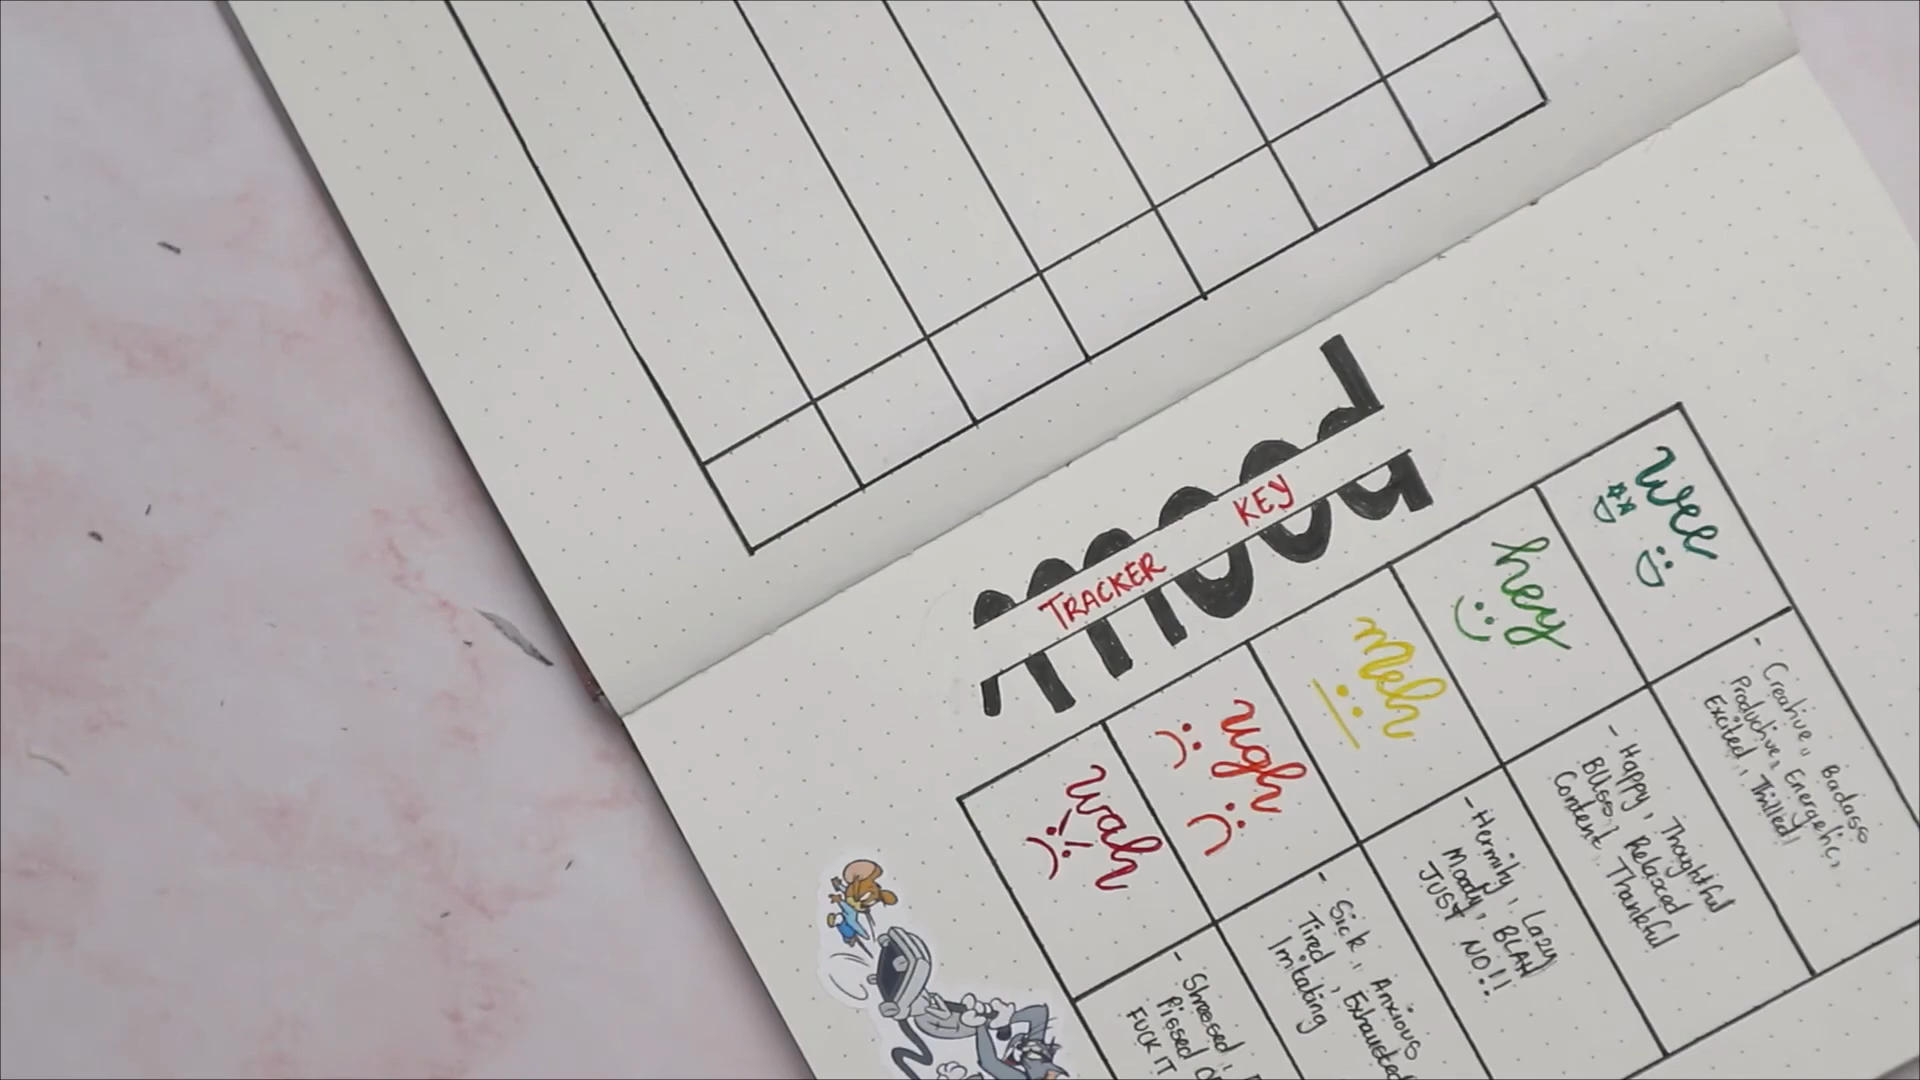 mood
TRACKER KEY
wee
- Creative, Badass
Productive, Energetic,
Excited, Thrilled!
hey
- Happy, Thoughtful
Bliss, Relaxed
Content, Thankful
Meh
- Hermity, Lazy
Moody, BLAH
JUST NO!!
ugh
- Sick, Anxious
Tired, Exhausted
Irritating
wah
- Stressed,
Pissed
FUCK IT